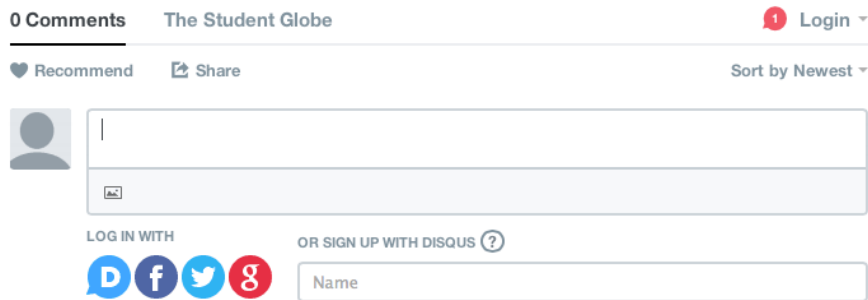 0 Comments The Student Globe 1 Login
Recommend Share Sort by Newest
LOG IN WITH OR SIGN UP WITH DISQUS ?
D f g Name